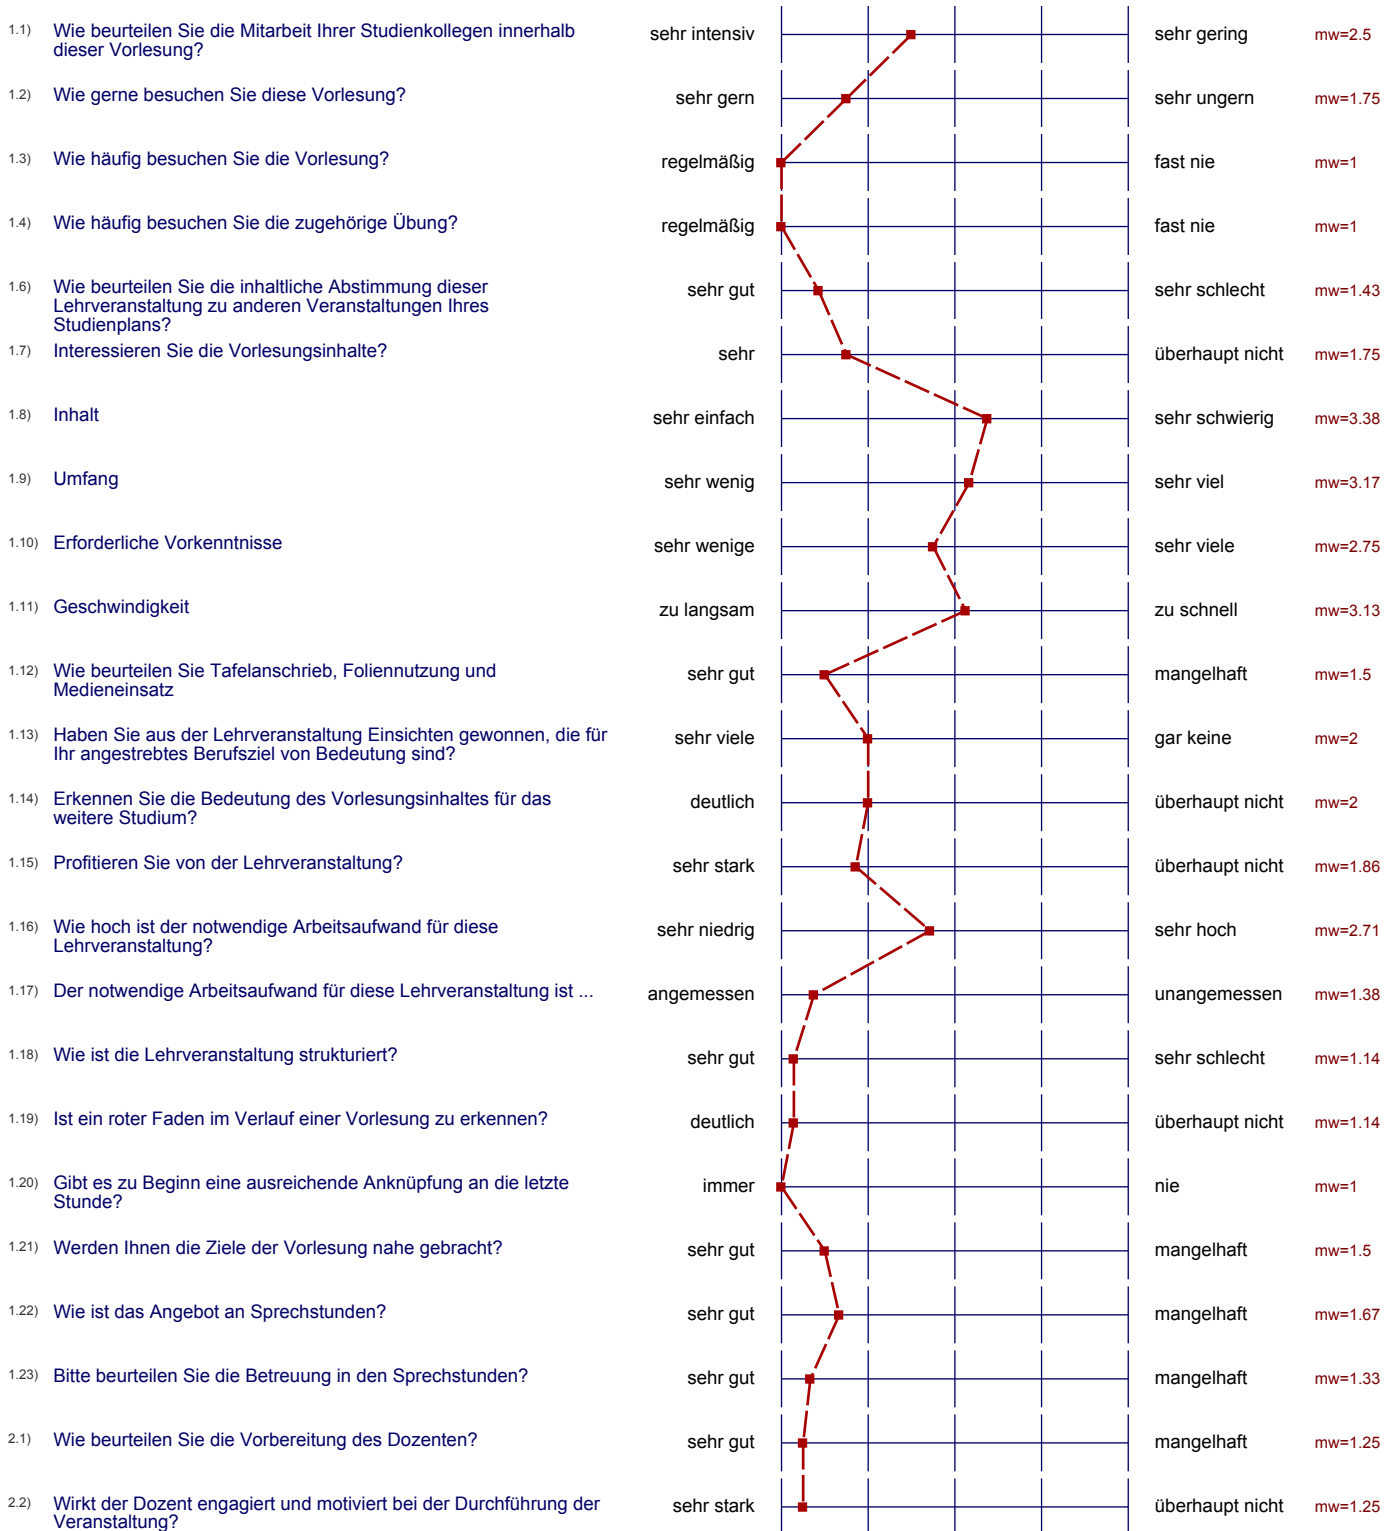 1.1) Wie beurteilen Sie die Mitarbeit Ihrer Studienkollegen innerhalb
dieser Vorlesung? sehr intensiv sehr gering mw=2.5
1.2) Wie gerne besuchen Sie diese Vorlesung? sehr gern sehr ungern mw=1.75
1.3) Wie häufig besuchen Sie die Vorlesung? regelmäßig fast nie mw=1
1.4) Wie häufig besuchen Sie die zugehörige Übung? regelmäßig fast nie mw=1
1.6) Wie beurteilen Sie die inhaltliche Abstimmung dieser
Lehrveranstaltung zu anderen Veranstaltungen Ihres
Studienplans? sehr gut sehr schlecht mw=1.43
1.7) Interessieren Sie die Vorlesungsinhalte? sehr überhaupt nicht mw=1.75
1.8) Inhalt sehr einfach sehr schwierig mw=3.38
1.9) Umfang sehr wenig sehr viel mw=3.17
1.10) Erforderliche Vorkenntnisse sehr wenige sehr viele mw=2.75
1.11) Geschwindigkeit zu langsam zu schnell mw=3.13
1.12) Wie beurteilen Sie Tafelanschrieb, Foliennutzung und
Medieneinsatz sehr gut mangelhaft mw=1.5
1.13) Haben Sie aus der Lehrveranstaltung Einsichten gewonnen, die für
Ihr angestrebtes Berufsziel von Bedeutung sind? sehr viele gar keine mw=2
1.14) Erkennen Sie die Bedeutung des Vorlesungsinhaltes für das
weitere Studium? deutlich überhaupt nicht mw=2
1.15) Profitieren Sie von der Lehrveranstaltung? sehr stark überhaupt nicht mw=1.86
1.16) Wie hoch ist der notwendige Arbeitsaufwand für diese
Lehrveranstaltung? sehr niedrig sehr hoch mw=2.71
1.17) Der notwendige Arbeitsaufwand für diese Lehrveranstaltung ist ... angemessen unangemessen mw=1.38
1.18) Wie ist die Lehrveranstaltung strukturiert? sehr gut sehr schlecht mw=1.14
1.19) Ist ein roter Faden im Verlauf einer Vorlesung zu erkennen? deutlich überhaupt nicht mw=1.14
1.20) Gibt es zu Beginn eine ausreichende Anknüpfung an die letzte
Stunde? immer nie mw=1
1.21) Werden Ihnen die Ziele der Vorlesung nahe gebracht? sehr gut mangelhaft mw=1.5
1.22) Wie ist das Angebot an Sprechstunden? sehr gut mangelhaft mw=1.67
1.23) Bitte beurteilen Sie die Betreuung in den Sprechstunden? sehr gut mangelhaft mw=1.33
2.1) Wie beurteilen Sie die Vorbereitung des Dozenten? sehr gut mangelhaft mw=1.25
2.2) Wirkt der Dozent engagiert und motiviert bei der Durchführung der
Veranstaltung? sehr stark überhaupt nicht mw=1.25